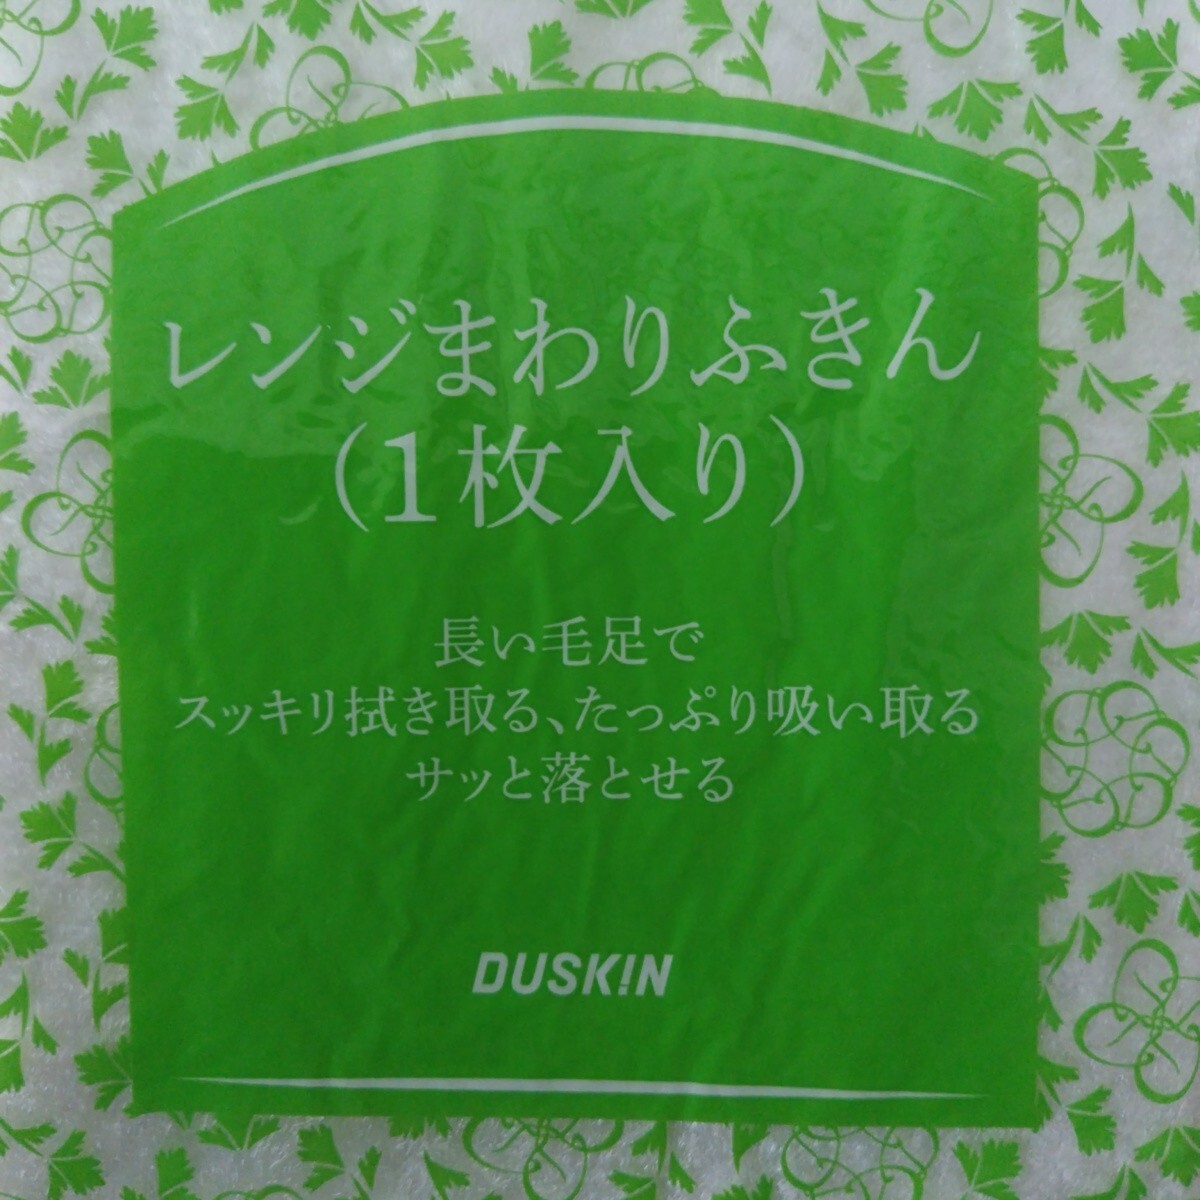 レンジまわりふきん
（1枚入り）
長い毛足で
スッキリ拭き取る、たっぷり吸い取る
サッと落とせる
DUSK!N